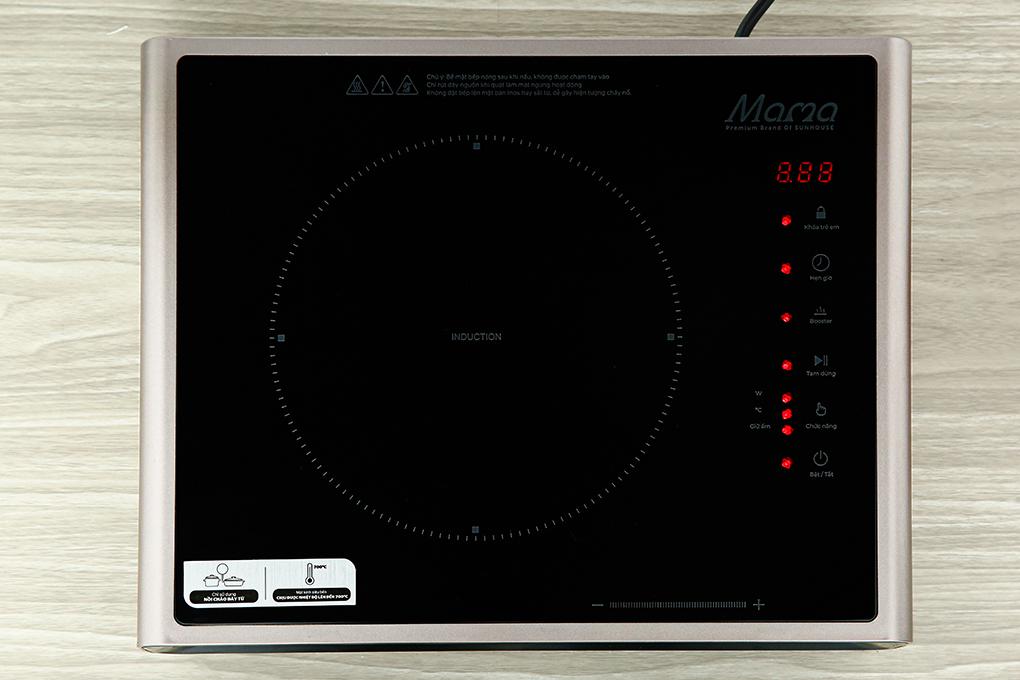 Chú ý: Bề mặt bếp nóng sau khi nấu, không được chạm tay vào
Chỉ rút dây nguồn khi quạt làm mát ngừng hoạt động
Không đặt bếp lên mặt bàn inox hay sắt từ, dễ gây hiện tượng cháy nổ.
Mama
Premium Brand Of SUNHOUSE
8.88
Khóa trẻ em
Hẹn giờ
Booster
INDUCTION
Tạm dừng
W
°C
Giữ ấm
Chức năng
Bật / Tắt
700°C
Chỉ sử dụng
NỒI CHẢO ĐÁY TỪ
Mặt kính siêu bền
CHỊU ĐƯỢC NHIỆT ĐỘ LÊN ĐẾN 700°C
— +